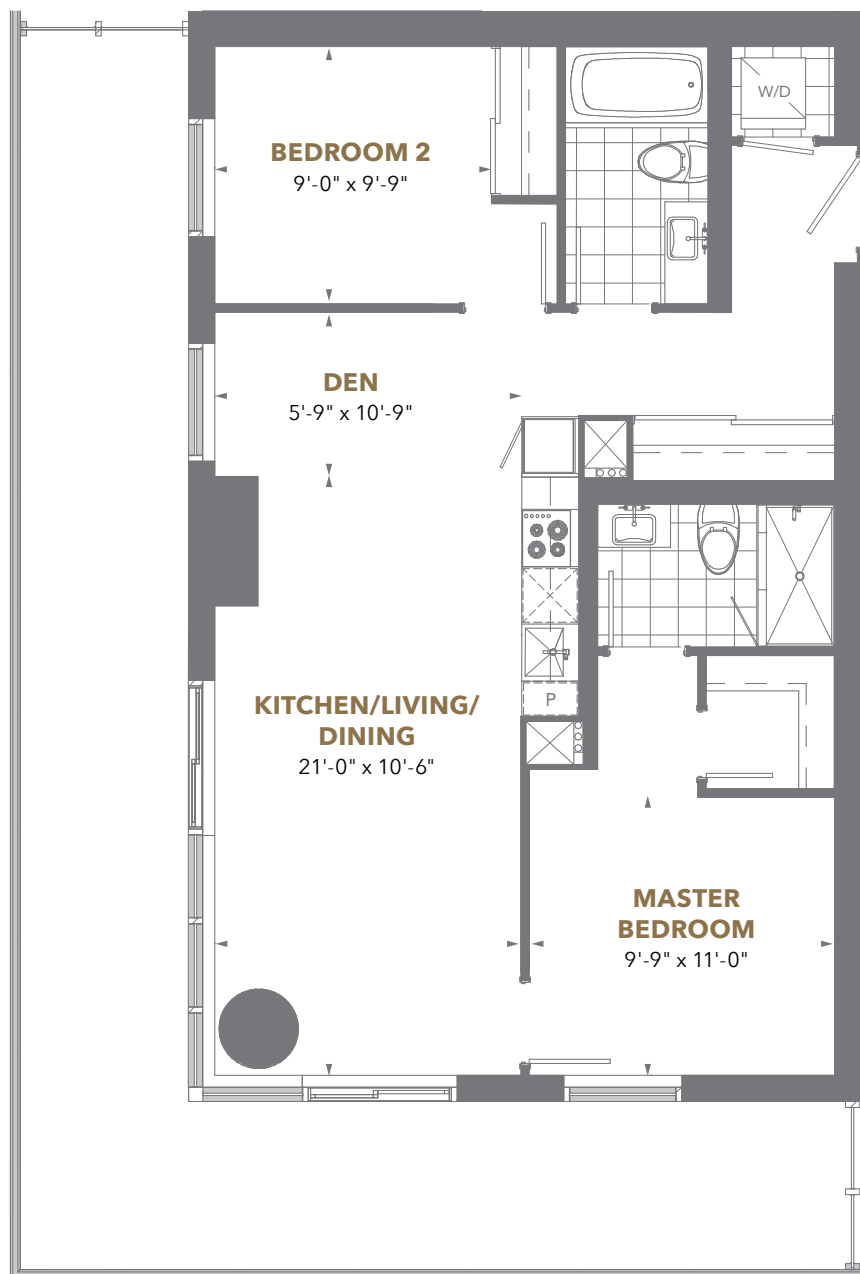 W/D
BEDROOM 2
9'-0" x 9'-9"
DEN
5'-9" x 10'-9"
P
KITCHEN/LIVING/
DINING
21'-0" x 10'-6"
MASTER
BEDROOM
9'-9" x 11'-0"